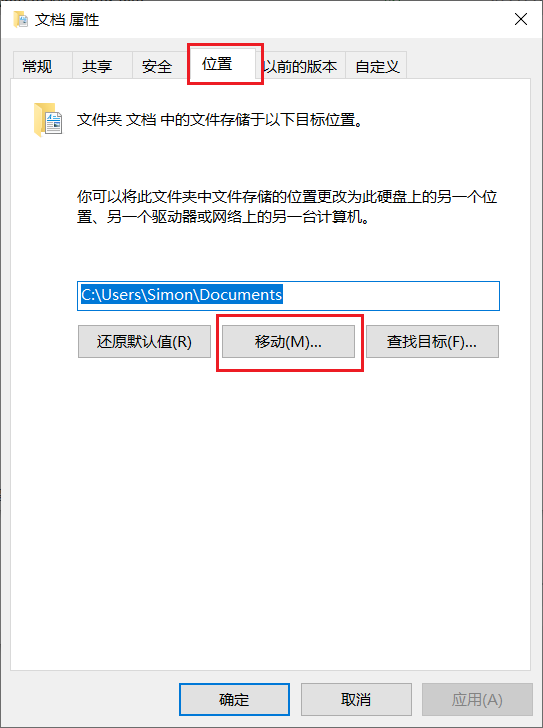 文档 属性
常规 共享 安全 位置 以前的版本 自定义
文件夹 文档 中的文件存储于以下目标位置。
你可以将此文件夹中文件存储的位置更改为此硬盘上的另一个位
置、另一个驱动器或网络上的另一台计算机。
C:\Users\Simon\Documents
还原默认值(R) 移动(M)... 查找目标(F)...
确定 取消 应用(A)